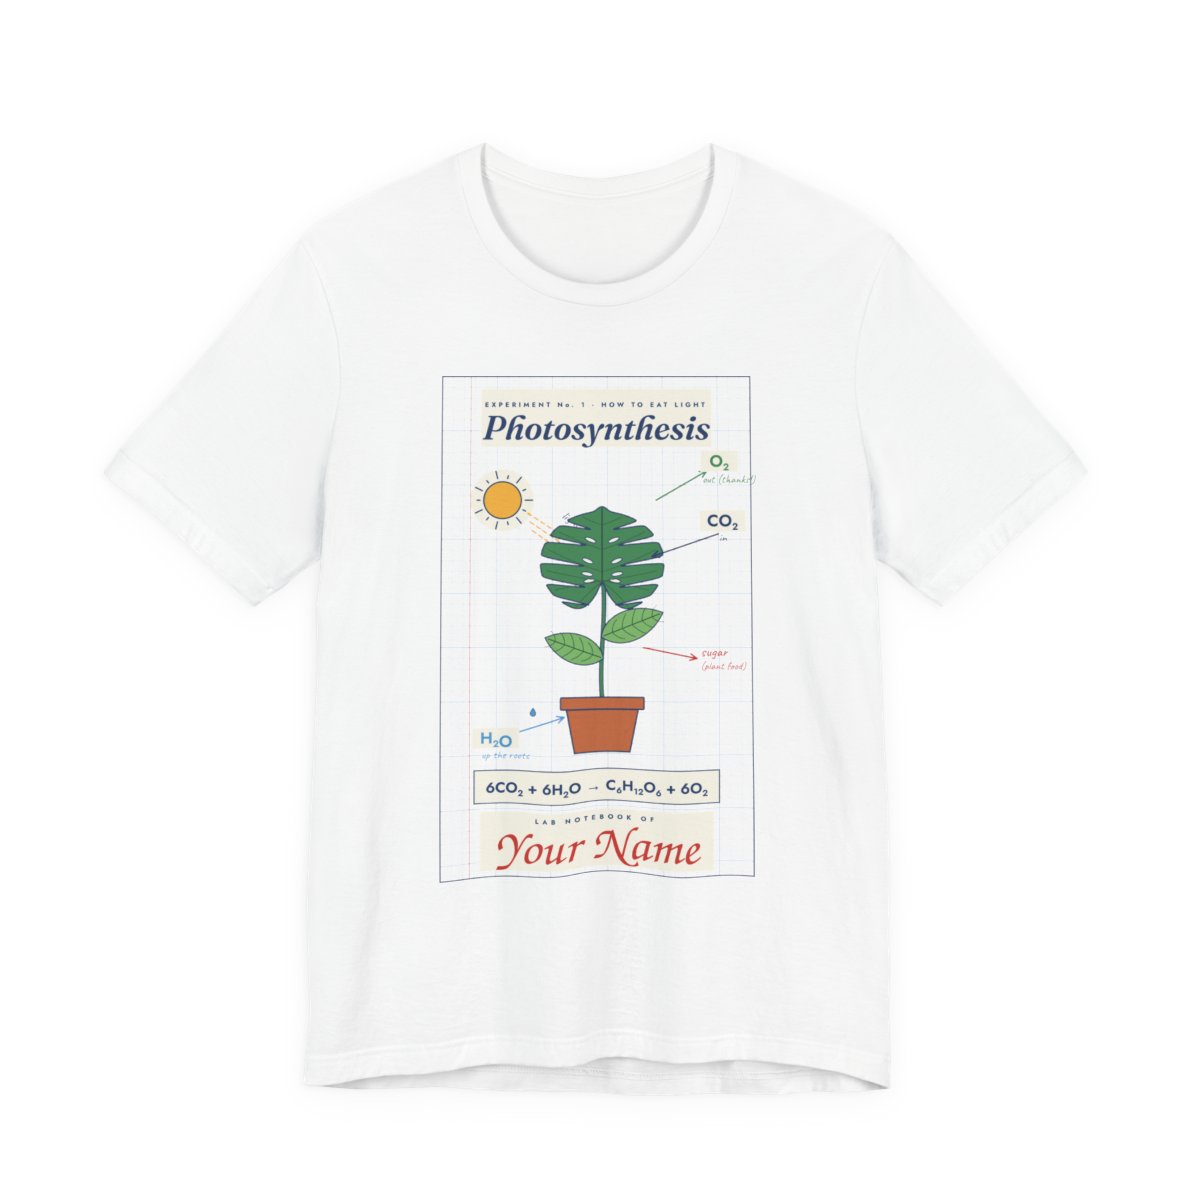 EXPERIMENT No. 1 - HOW TO EAT LIGHT
Photosynthesis
O₂
out (thanks!)
CO₂
in
sugar
(plant food)
H₂O
up the roots
6CO₂ + 6H₂O → C₆H₁₂O₆ + 6O₂
LAB NOTEBOOK OF
Your Name